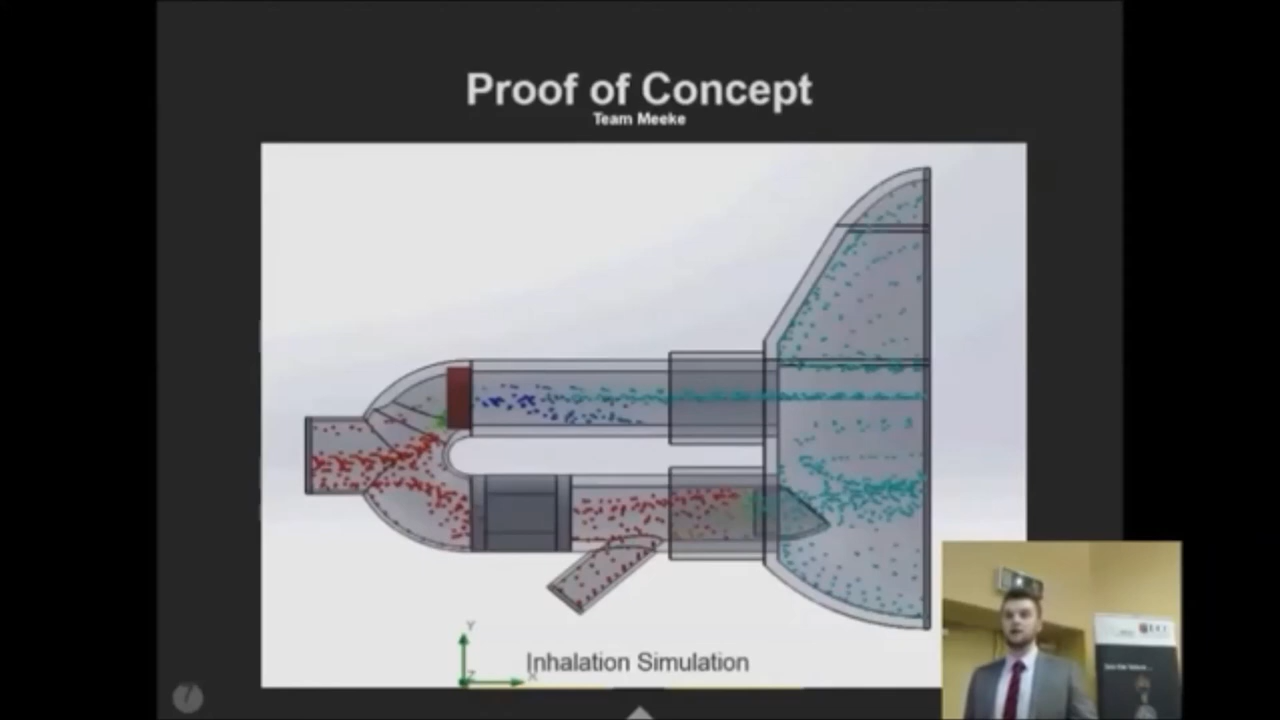 Proof of Concept
Team Meeke
Inhalation Simulation
Y
Z
X